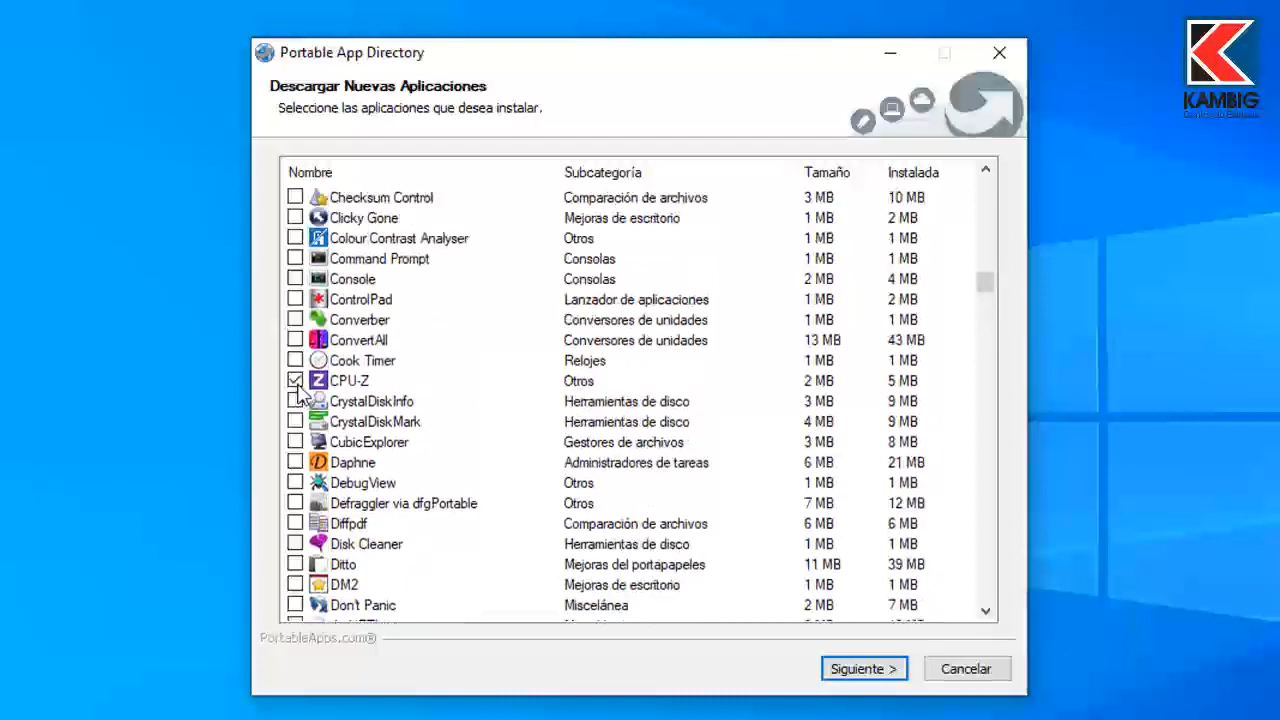 Portable App Directory
Descargar Nuevas Aplicaciones
Seleccione las aplicaciones que desea instalar.
KAMBIG
Nombre Subcategoría Tamaño Instalada
Checksum Control Comparación de archivos 3 MB 10 MB
Clicky Gone Mejoras de escritorio 1 MB 2 MB
Colour Contrast Analyser Otros 1 MB 2 MB
Command Prompt Consolas 1 MB 1 MB
Console Consolas 2 MB 4 MB
ControlPad Lanzador de aplicaciones 1 MB 2 MB
Converber Conversores de unidades 1 MB 1 MB
ConvertAll Conversores de unidades 13 MB 43 MB
Cook Timer Relojes 1 MB 1 MB
CPU-Z Otros 2 MB 5 MB
CrystalDiskInfo Herramientas de disco 3 MB 9 MB
CrystalDiskMark Herramientas de disco 4 MB 9 MB
CubicExplorer Gestores de archivos 3 MB 8 MB
Daphne Administradores de tareas 6 MB 21 MB
DebugView Otros 1 MB 1 MB
Defraggler via dfgPortable Otros 7 MB 12 MB
Diffpdf Comparación de archivos 6 MB 6 MB
Disk Cleaner Herramientas de disco 1 MB 1 MB
Ditto Mejoras del portapapeles 11 MB 39 MB
DM2 Mejoras de escritorio 1 MB 1 MB
Don't Panic Miscelánea 2 MB 7 MB
PortableApps.com®
Siguiente > Cancelar